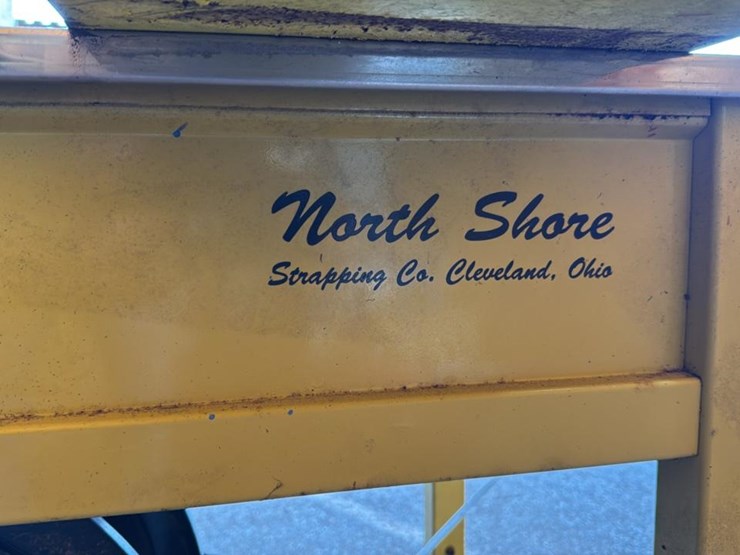 North Shore
Strapping Co. Cleveland, Ohio